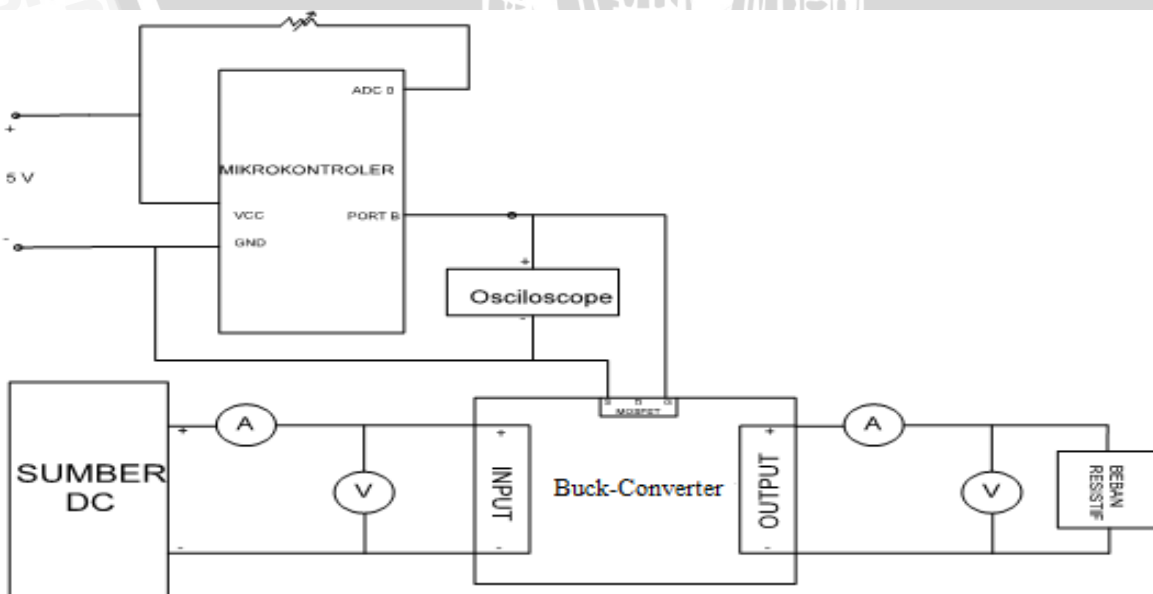 ADC 0
+
5 V
-
MIKROKONTROLER
VCC
PORT B
GND
+
Osciloscope
-
S D G
MOSFET
SUMBER
DC
+
-
A
V
+
INPUT
-
Buck-Converter
+
OUTPUT
-
A
V
BEBAN
RESISTIF